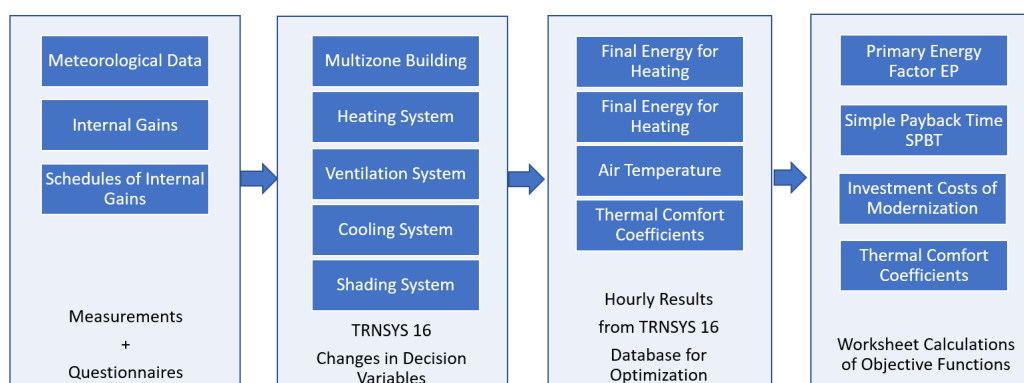 Meteorological Data
Internal Gains
Schedules of Internal
Gains
Measurements
+
Questionnaires
Multizone Building
Heating System
Ventilation System
Cooling System
Shading System
TRNSYS 16
Changes in Decision
Variables
Final Energy for
Heating
Final Energy for
Heating
Air Temperature
Thermal Comfort
Coefficients
Hourly Results
from TRNSYS 16
Database for
Optimization
Primary Energy
Factor EP
Simple Payback Time
SPBT
Investment Costs of
Modernization
Thermal Comfort
Coefficients
Worksheet Calculations
of Objective Functions